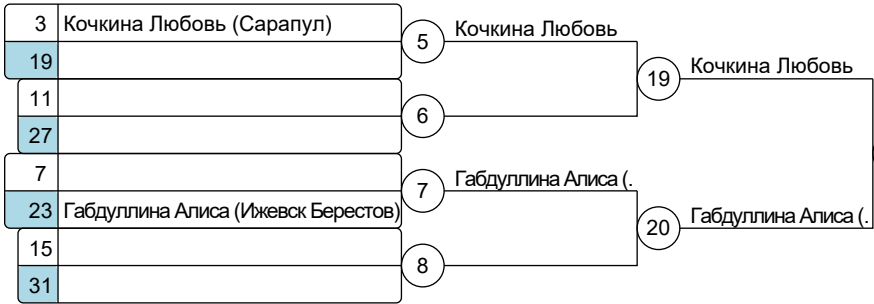 3 Кочкина Любовь (Сарапул)
5 Кочкина Любовь
19
19 Кочкина Любовь
11
6
27
7
7 Габдуллина Алиса (.
23 Габдуллина Алиса (Ижевск Берестов)
20 Габдуллина Алиса (.
15
8
31